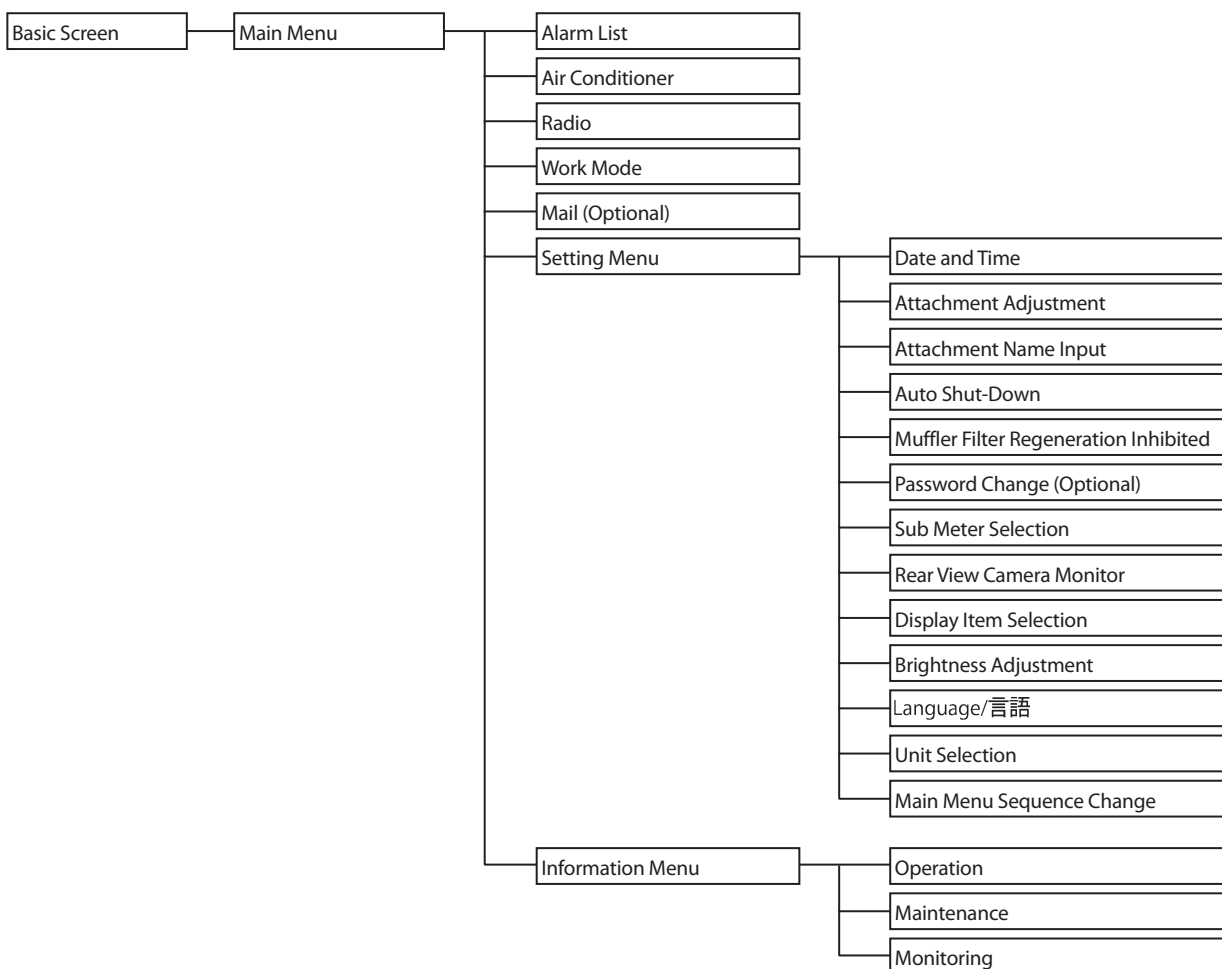 Basic Screen
Main Menu
Alarm List
Air Conditioner
Radio
Work Mode
Mail (Optional)
Setting Menu
Date and Time
Attachment Adjustment
Attachment Name Input
Auto Shut-Down
Muffler Filter Regeneration Inhibited
Password Change (Optional)
Sub Meter Selection
Rear View Camera Monitor
Display Item Selection
Brightness Adjustment
Language/言語
Unit Selection
Main Menu Sequence Change
Information Menu
Operation
Maintenance
Monitoring